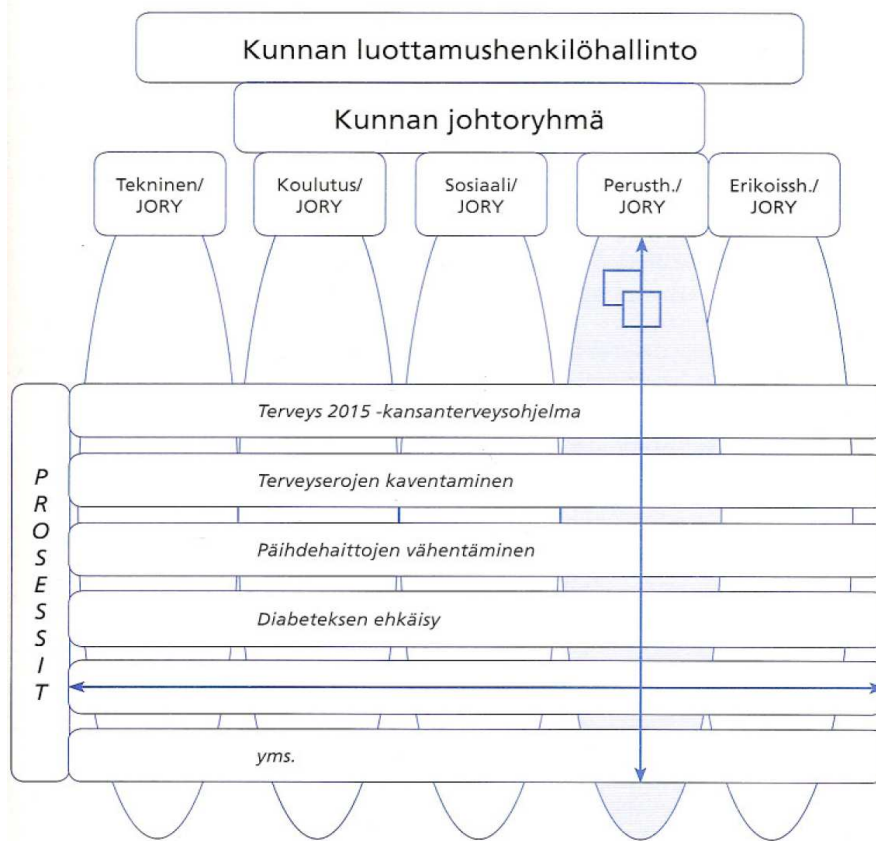 Kunnan luottamushenkilöhallinto
Kunnan johtoryhmä
Tekninen/
JORY
Koulutus/
JORY
Sosiaali/
JORY
Perusth./
JORY
Erikoissh./
JORY
PROSESSIT
Terveys 2015 -kansanterveysohjelma
Terveyserojen kaventaminen
Päihdehaittojen vähentäminen
Diabeteksen ehkäisy
yms.